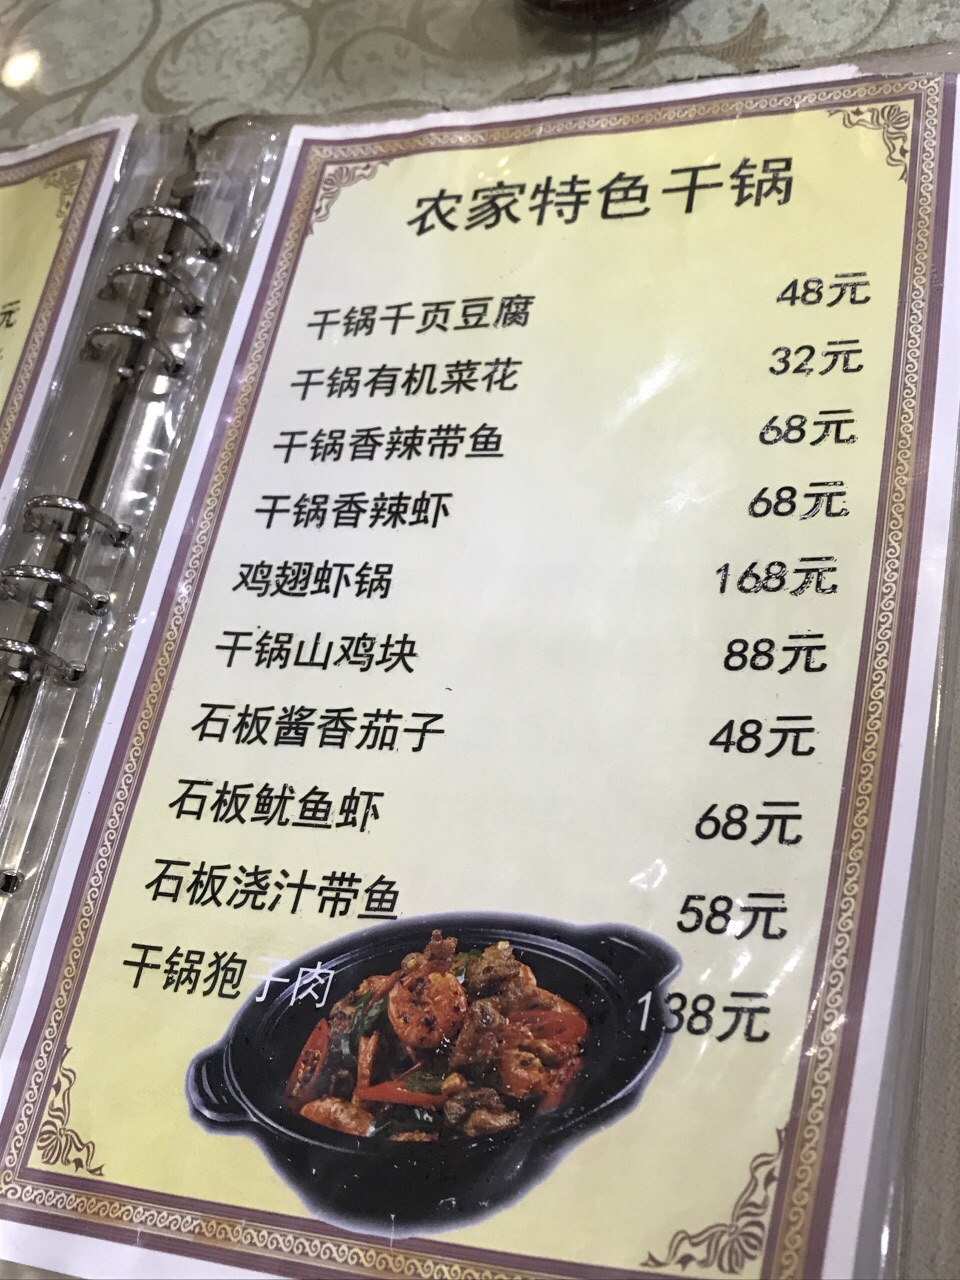 农家特色干锅
干锅千页豆腐 48元
干锅有机菜花 32元
干锅香辣带鱼 68元
干锅香辣虾 68元
鸡翅虾锅 168元
干锅山鸡块 88元
石板酱香茄子 48元
石板鱿鱼虾 68元
石板浇汁带鱼 58元
干锅狍子肉 138元
元